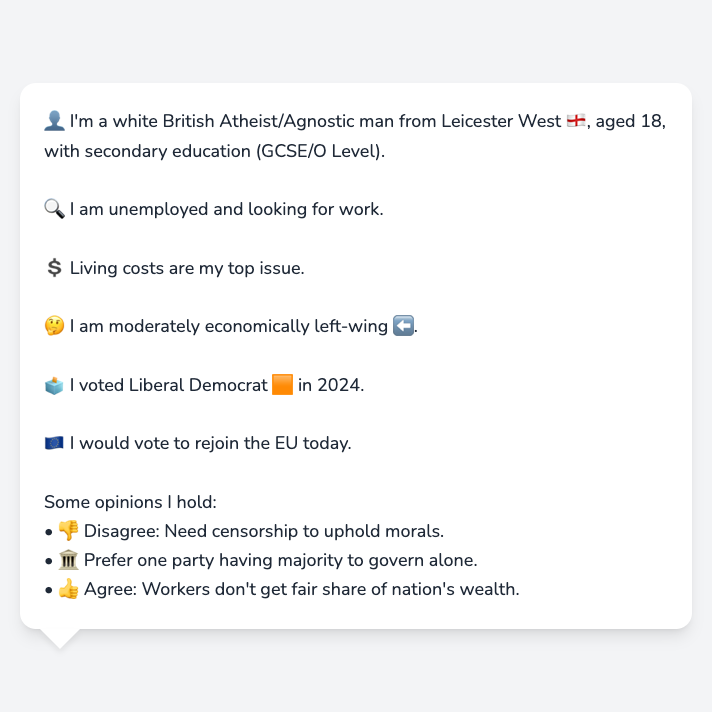 👤 I'm a white British Atheist/Agnostic man from Leicester West 🏴󠁧󠁢󠁥󠁮󠁧󠁿, aged 18,
with secondary education (GCSE/O Level).
🔍 I am unemployed and looking for work.
💲 Living costs are my top issue.
🤔 I am moderately economically left-wing ⬅️.
🗳️ I voted Liberal Democrat 🟧 in 2024.
🇪🇺 I would vote to rejoin the EU today.
Some opinions I hold:
• 👎 Disagree: Need censorship to uphold morals.
• 🏛️ Prefer one party having majority to govern alone.
• 👍 Agree: Workers don't get fair share of nation's wealth.